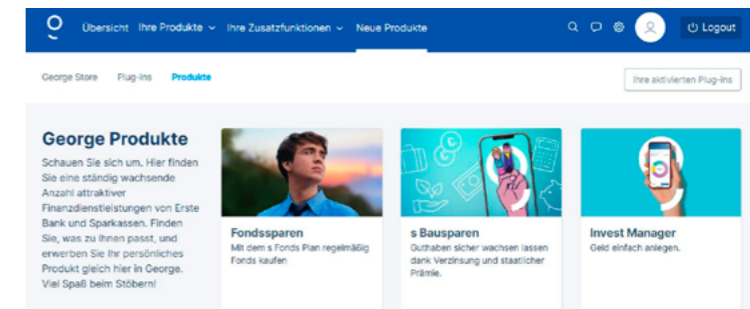 Übersicht Ihre Produkte Ihre Zusatzfunktionen Neue Produkte Logout
George Store Plug-ins Produkte Ihre aktivierten Plug-Ins
George Produkte
Schauen Sie sich um. Hier finden
Sie eine ständig wachsende
Anzahl attraktiver
Finanzdienstleistungen von Erste
Bank und Sparkassen. Finden
Sie, was zu Ihnen passt, und
erwerben Sie Ihr persönliches
Produkt gleich hier in George.
Viel Spaß beim Stöbern!
Fondssparen
Mit dem s Fonds Plan regelmäßig
Fonds kaufen
s Bausparen
Guthaben sicher wachsen lassen
dank Verzinsung und staatlicher
Prämie.
Invest Manager
Geld einfach anlegen.